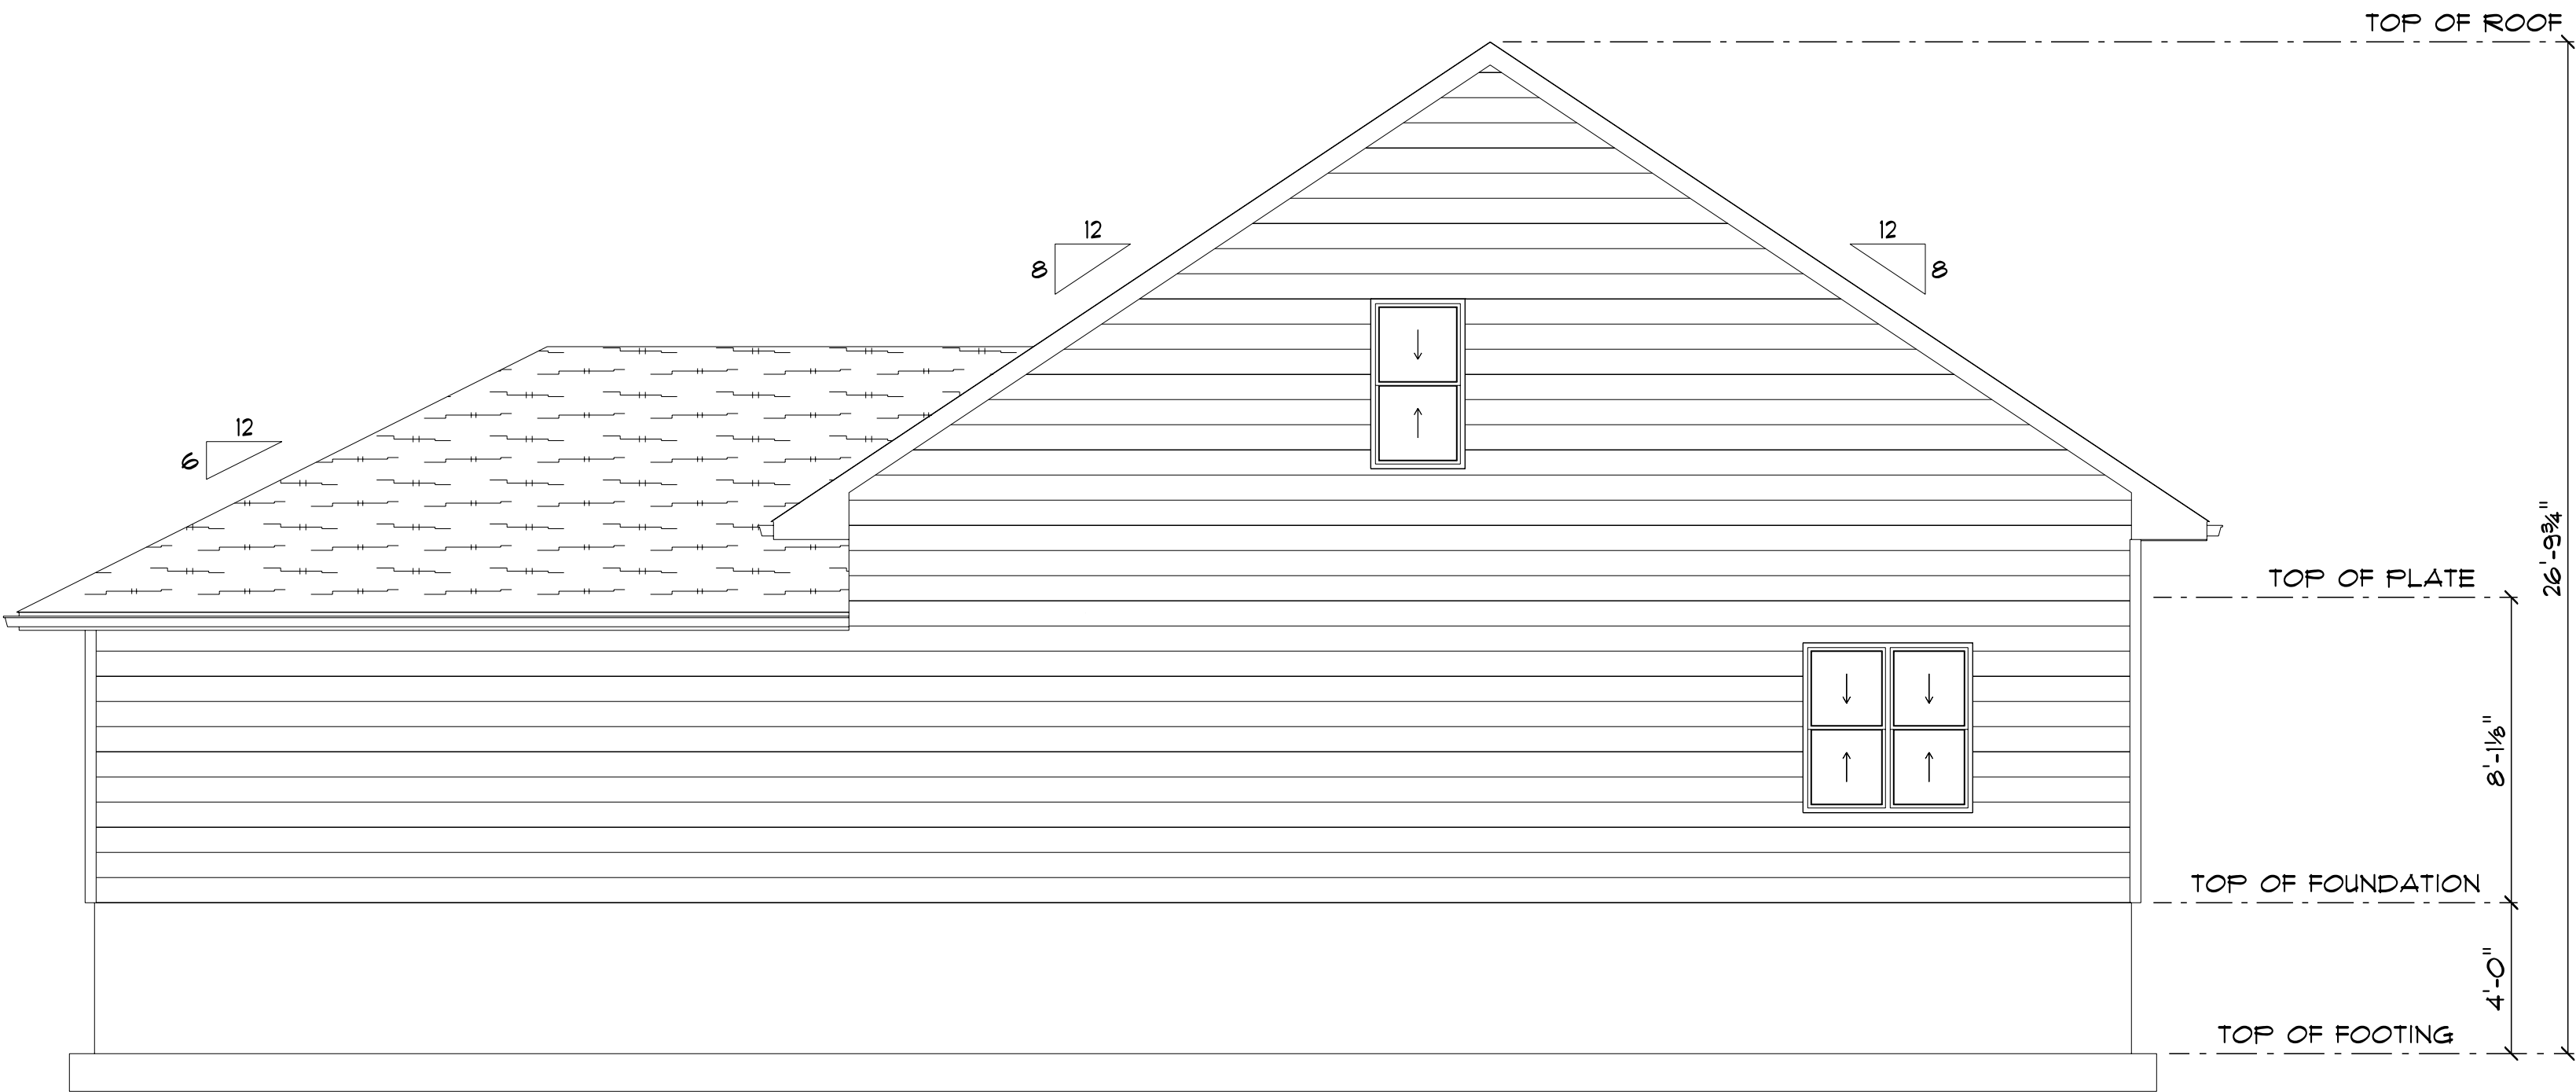 TOP OF ROOF
12
8
12
8
12
6
26'-9¾"
TOP OF PLATE
8'-1⅛"
TOP OF FOUNDATION
4'-0"
TOP OF FOOTING